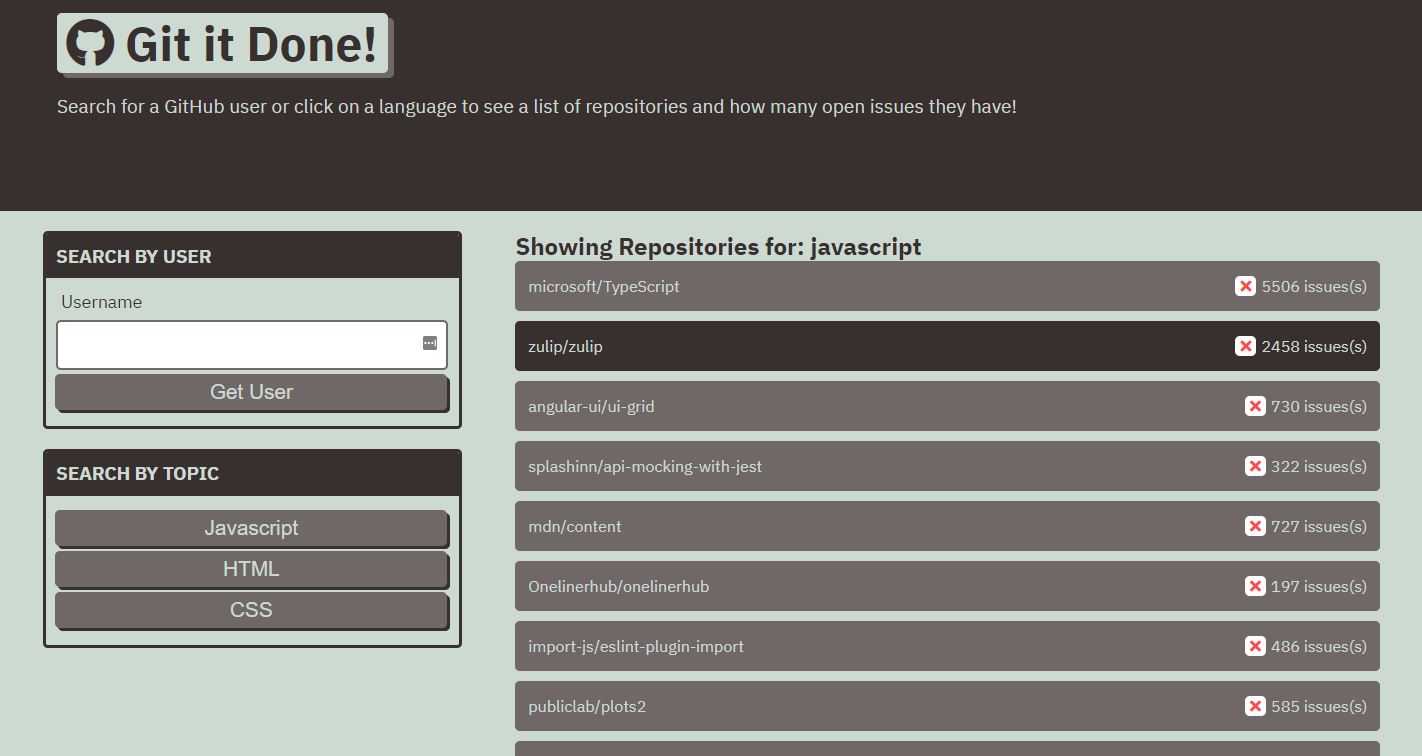 Git it Done!
Search for a GitHub user or click on a language to see a list of repositories and how many open issues they have!
SEARCH BY USER
Username
Get User
SEARCH BY TOPIC
Javascript
HTML
CSS
Showing Repositories for: javascript
microsoft/TypeScript 5506 issues(s)
zulip/zulip 2458 issues(s)
angular-ui/ui-grid 730 issues(s)
splashinn/api-mocking-with-jest 322 issues(s)
mdn/content 727 issues(s)
Onelinerhub/onelinerhub 197 issues(s)
import-js/eslint-plugin-import 486 issues(s)
publiclab/plots2 585 issues(s)